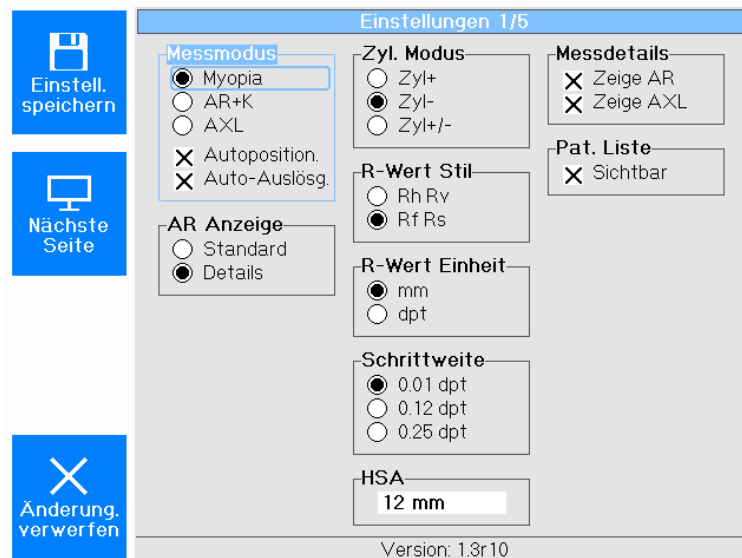 Einstellungen 1/5
Einstell.
speichern
Nächste
Seite
Änderung.
verwerfen
Messmodus
Myopia
AR+K
AXL
Autoposition.
Auto-Auslösg.
AR Anzeige
Standard
Details
Zyl. Modus
Zyl+
Zyl-
Zyl+/-
R-Wert Stil
Rh Rv
Rf Rs
R-Wert Einheit
mm
dpt
Schrittweite
0.01 dpt
0.12 dpt
0.25 dpt
HSA
12 mm
Messdetails
Zeige AR
Zeige AXL
Pat. Liste
Sichtbar
Version: 1.3r10